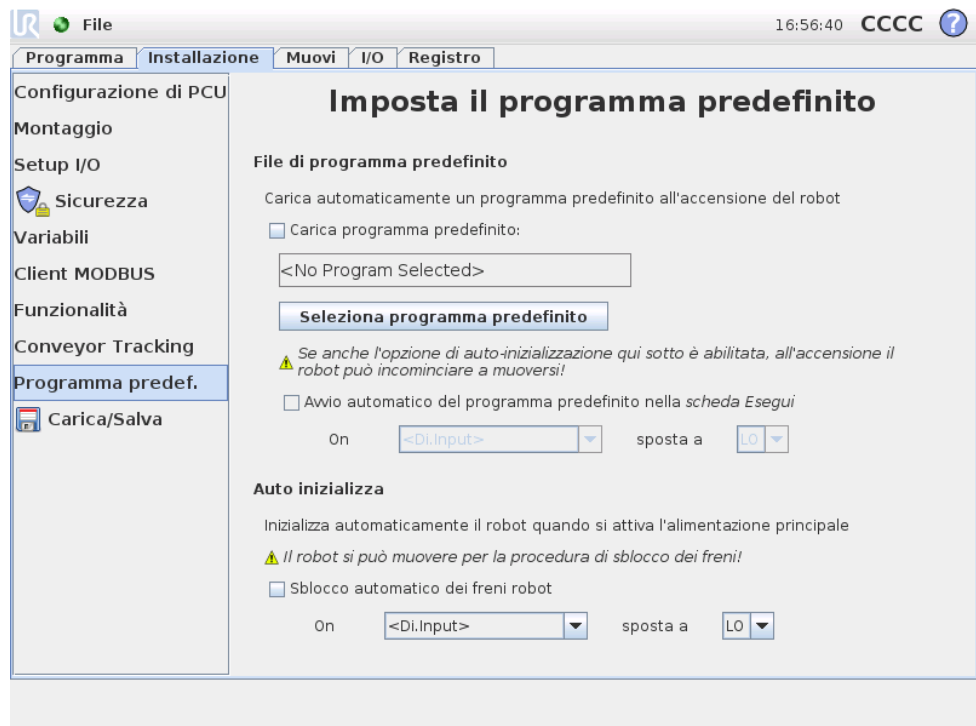 UR File 16:56:40 CCCC ?
Programma Installazione Muovi I/O Registro
Configurazione di PCU
Montaggio
Setup I/O
Sicurezza
Variabili
Client MODBUS
Funzionalità
Conveyor Tracking
Programma predef.
Carica/Salva
Imposta il programma predefinito
File di programma predefinito
Carica automaticamente un programma predefinito all'accensione del robot
Carica programma predefinito:
<No Program Selected>
Seleziona programma predefinito
Se anche l'opzione di auto-inizializzazione qui sotto è abilitata, all'accensione il
robot può incominciare a muoversi!
Avvio automatico del programma predefinito nella scheda Esegui
On <Di.Input> sposta a LO
Auto inizializza
Inizializza automaticamente il robot quando si attiva l'alimentazione principale
Il robot si può muovere per la procedura di sblocco dei freni!
Sblocco automatico dei freni robot
On <Di.Input> sposta a LO